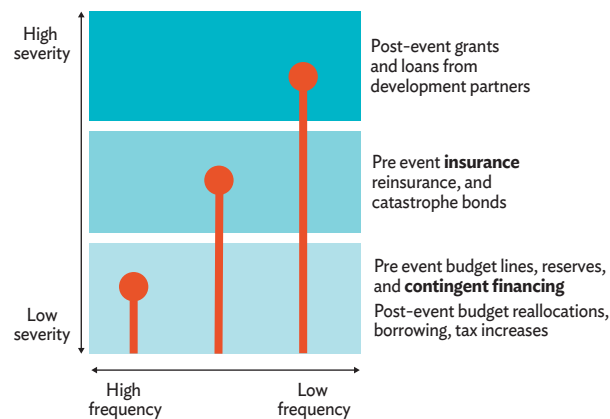 High
severity
Post-event grants
and loans from
development partners
Pre event insurance
reinsurance, and
catastrophe bonds
Pre event budget lines, reserves,
and contingent financing
Post-event budget reallocations,
borrowing, tax increases
Low
severity
High
frequency
Low
frequency